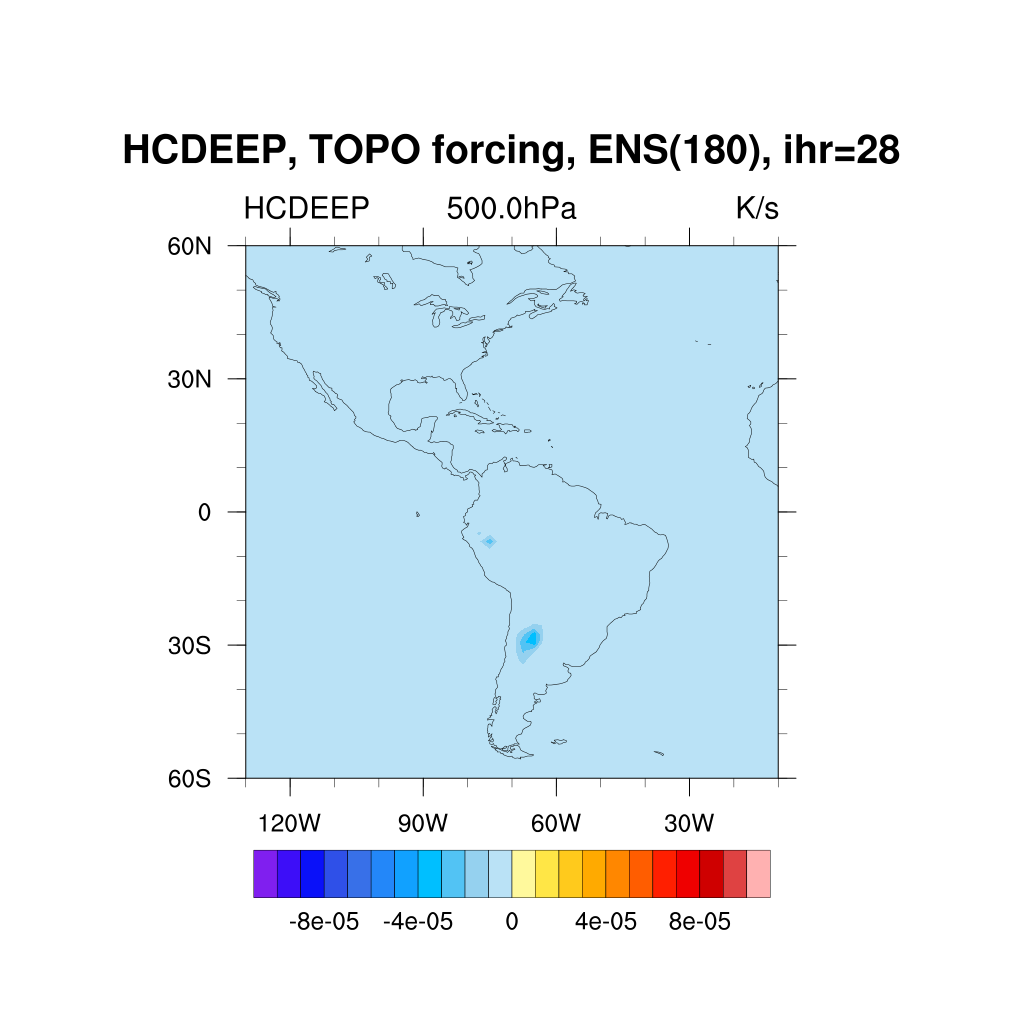 HCDEEP, TOPO forcing, ENS(180), ihr=28
HCDEEP 500.0hPa K/s
60N
30N
0
30S
60S
120W 90W 60W 30W
-8e-05 -4e-05 0 4e-05 8e-05